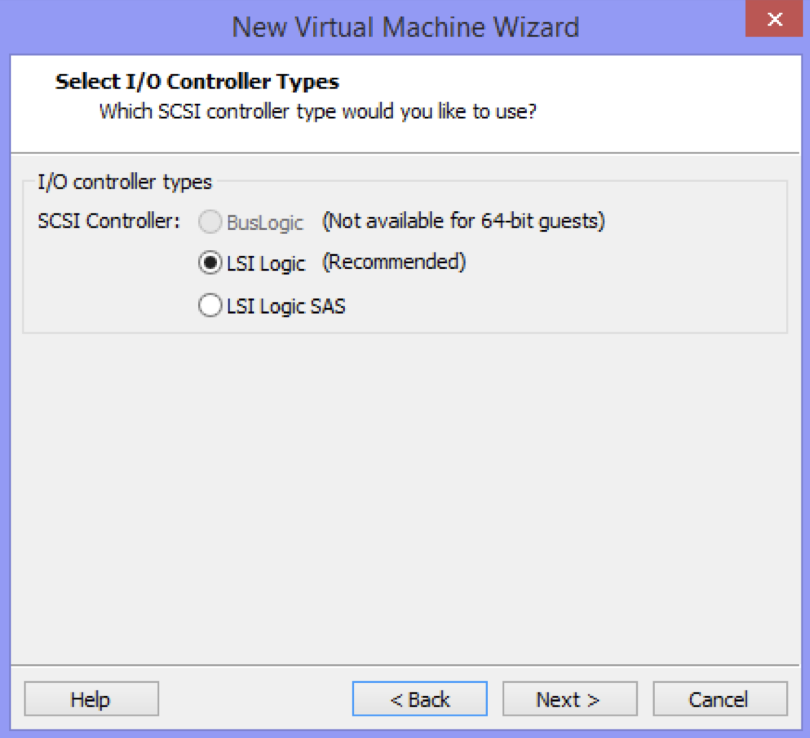 New Virtual Machine Wizard
Select I/O Controller Types
Which SCSI controller type would you like to use?
I/O controller types
SCSI Controller: BusLogic (Not available for 64-bit guests)
LSI Logic (Recommended)
LSI Logic SAS
Help < Back Next > Cancel